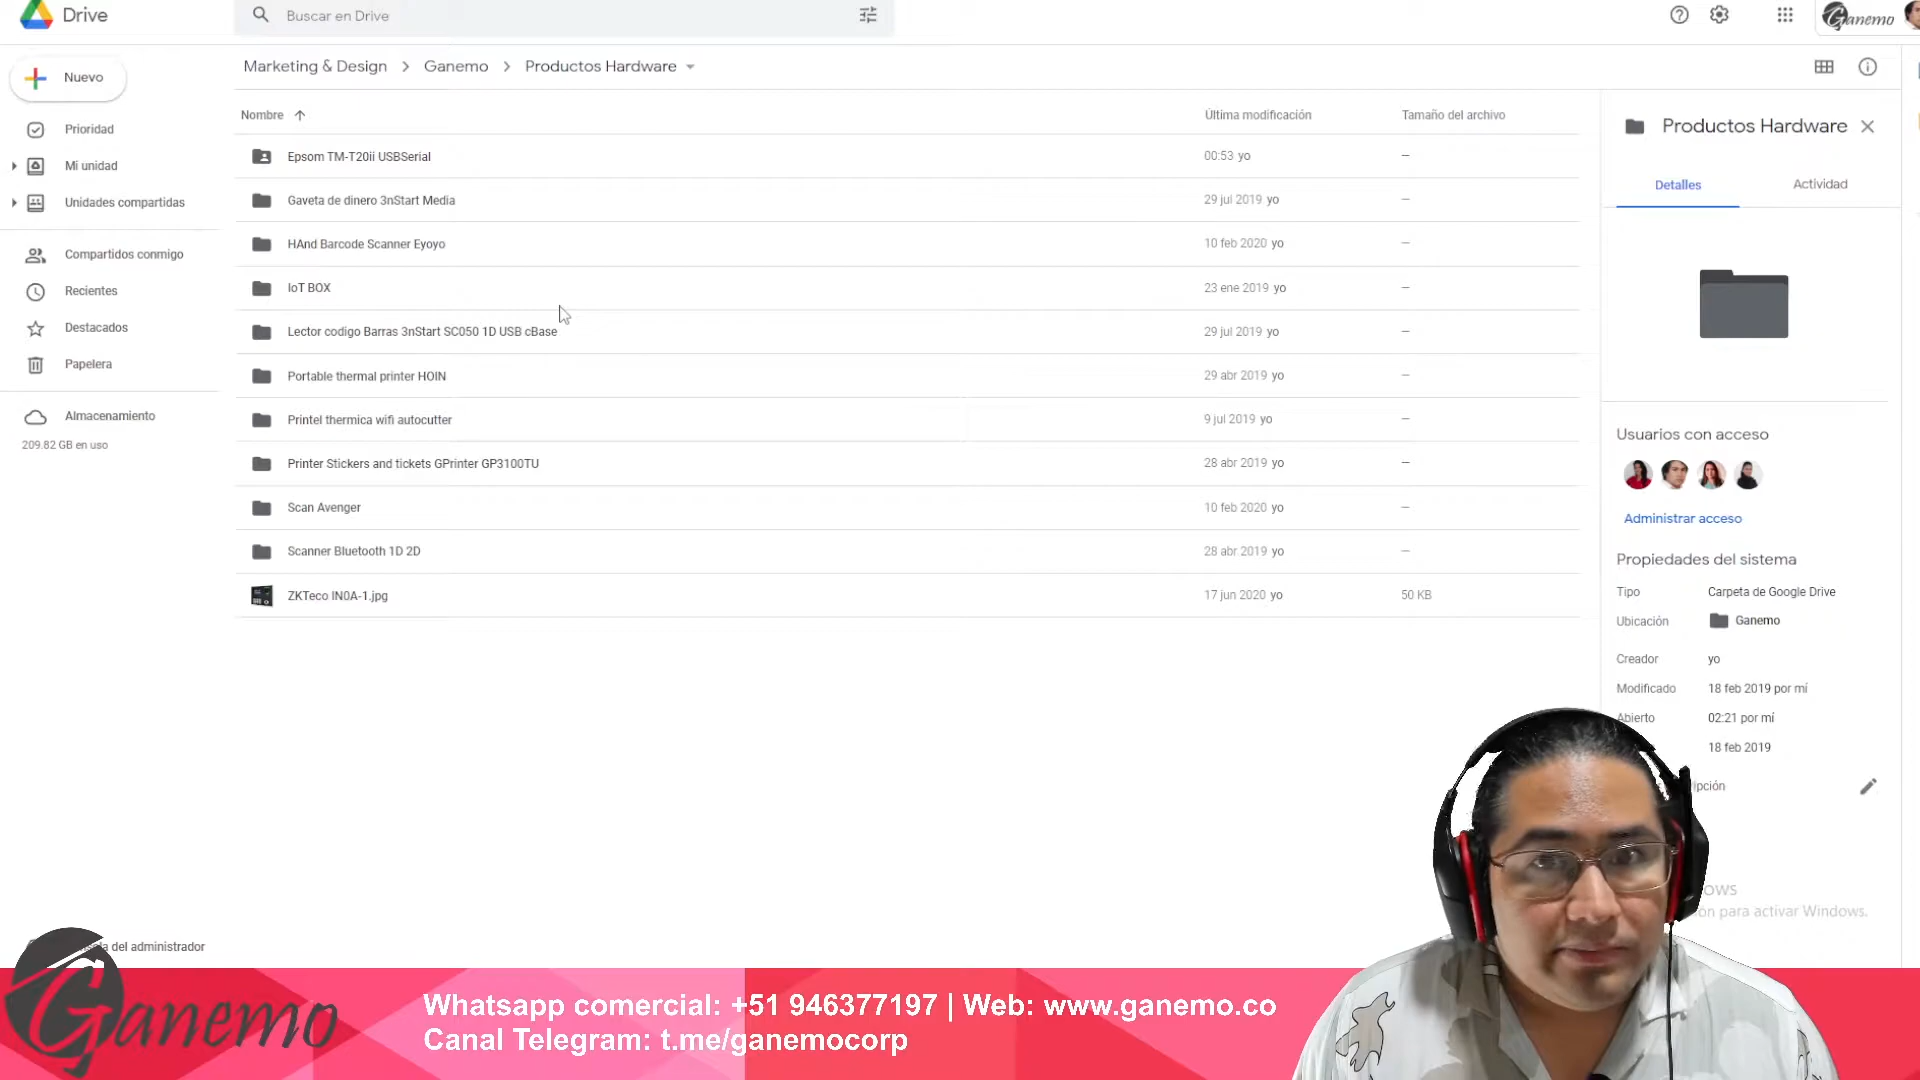 Drive
Buscar en Drive
Ganemo
Nuevo
Marketing & Design > Ganemo > Productos Hardware
Prioridad
Mi unidad
Unidades compartidas
Compartidos conmigo
Recientes
Destacados
Papelera
Almacenamiento
209.82 GB en uso
Nombre Última modificación Tamaño del archivo
Epsom TM-T20ii USBSerial 00:53 yo —
Gaveta de dinero 3nStart Media 29 jul 2019 yo —
HAnd Barcode Scanner Eyoyo 10 feb 2020 yo —
IoT BOX 23 ene 2019 yo —
Lector codigo Barras 3nStart SC050 1D USB cBase 29 jul 2019 yo —
Portable thermal printer HOIN 29 abr 2019 yo —
Printel thermica wifi autocutter 9 jul 2019 yo —
Printer Stickers and tickets GPrinter GP3100TU 28 abr 2019 yo —
Scan Avenger 10 feb 2020 yo —
Scanner Bluetooth 1D 2D 28 abr 2019 yo —
ZKTeco IN0A-1.jpg 17 jun 2020 yo 50 KB
Productos Hardware
Detalles Actividad
Usuarios con acceso
Administrar acceso
Propiedades del sistema
Tipo Carpeta de Google Drive
Ubicación Ganemo
Creador yo
Modificado 18 feb 2019 por mí
Abierto 02:21 por mí
18 feb 2019
para activar Windows.
del administrador
Ganemo
Whatsapp comercial: +51 946377197 | Web: www.ganemo.co
Canal Telegram: t.me/ganemocorp